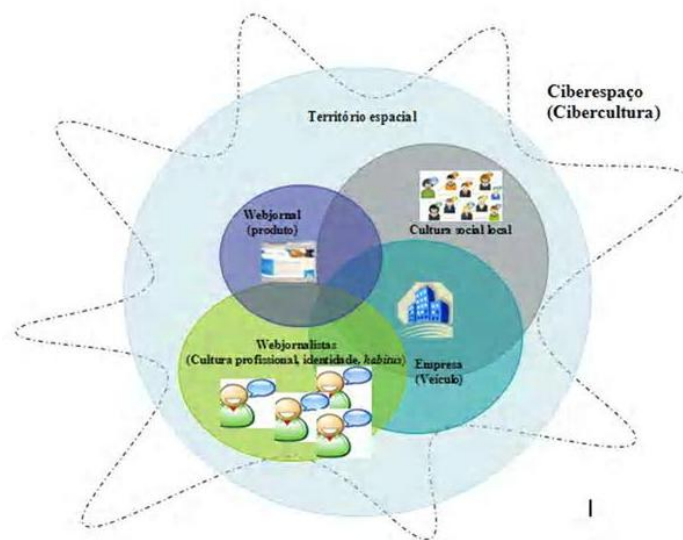 Ciberespaço
(Cibercultura)
Território espacial
Webjornal
(produto)
Cultura social local
Webjornalistas
(Cultura profissional, identidade, habitus)
Empresa
(Veículo)